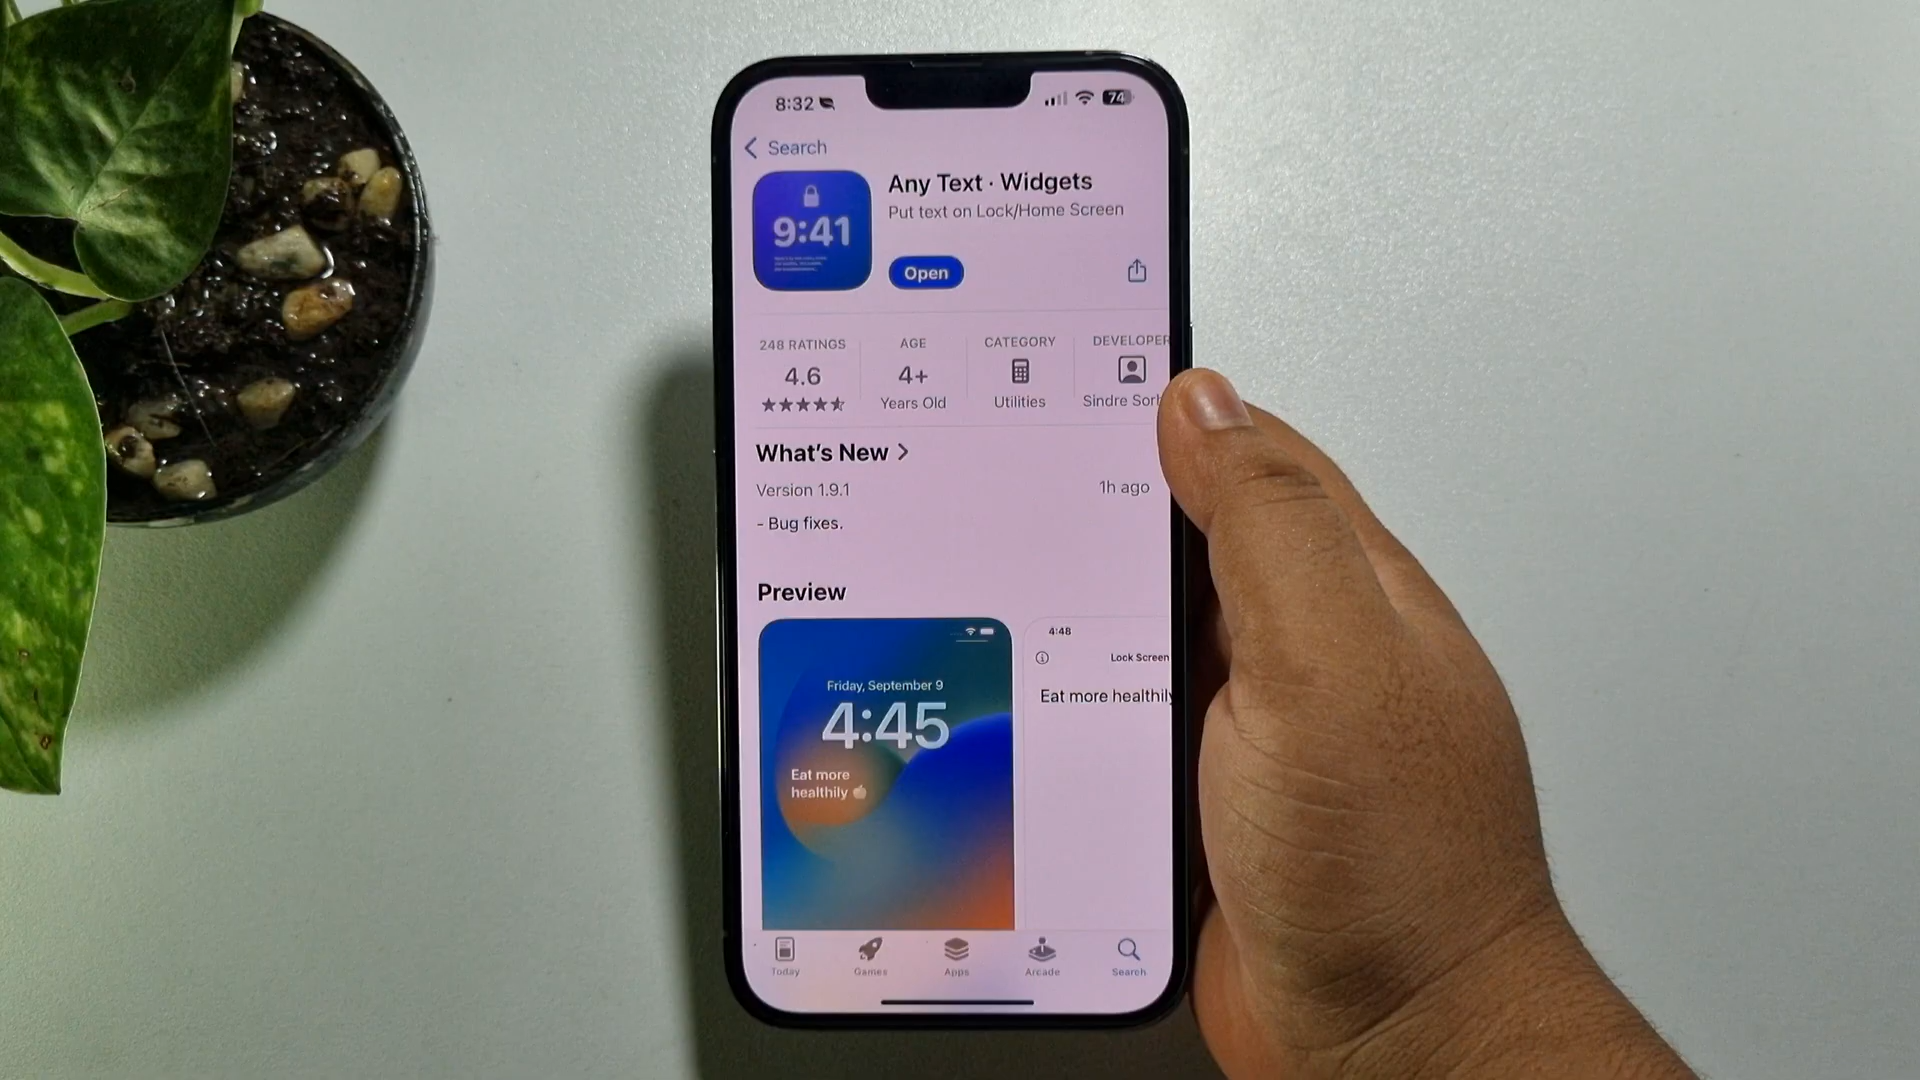 8:32
74
Search
9:41
Any Text · Widgets
Put text on Lock/Home Screen
Open
248 RATINGS
4.6
AGE
4+
Years Old
CATEGORY
Utilities
DEVELOPER
Sindre
What's New
Version 1.9.1
1h ago
- Bug fixes.
Preview
Friday, September 9
4:45
Eat more
healthily
4:48
Lock Screen
Eat more healthily
Today
Games
Apps
Arcade
Search